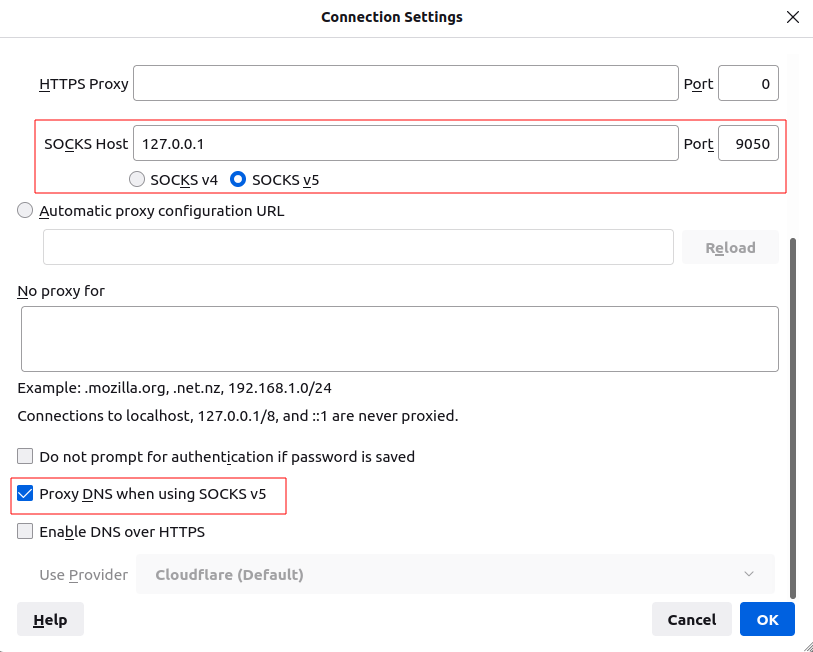 Connection Settings
HTTPS Proxy Port 0
SOCKS Host 127.0.0.1 Port 9050
SOCKS v4 SOCKS v5
Automatic proxy configuration URL
Reload
No proxy for
Example: .mozilla.org, .net.nz, 192.168.1.0/24
Connections to localhost, 127.0.0.1/8, and ::1 are never proxied.
Do not prompt for authentication if password is saved
Proxy DNS when using SOCKS v5
Enable DNS over HTTPS
Use Provider Cloudflare (Default)
Help Cancel OK